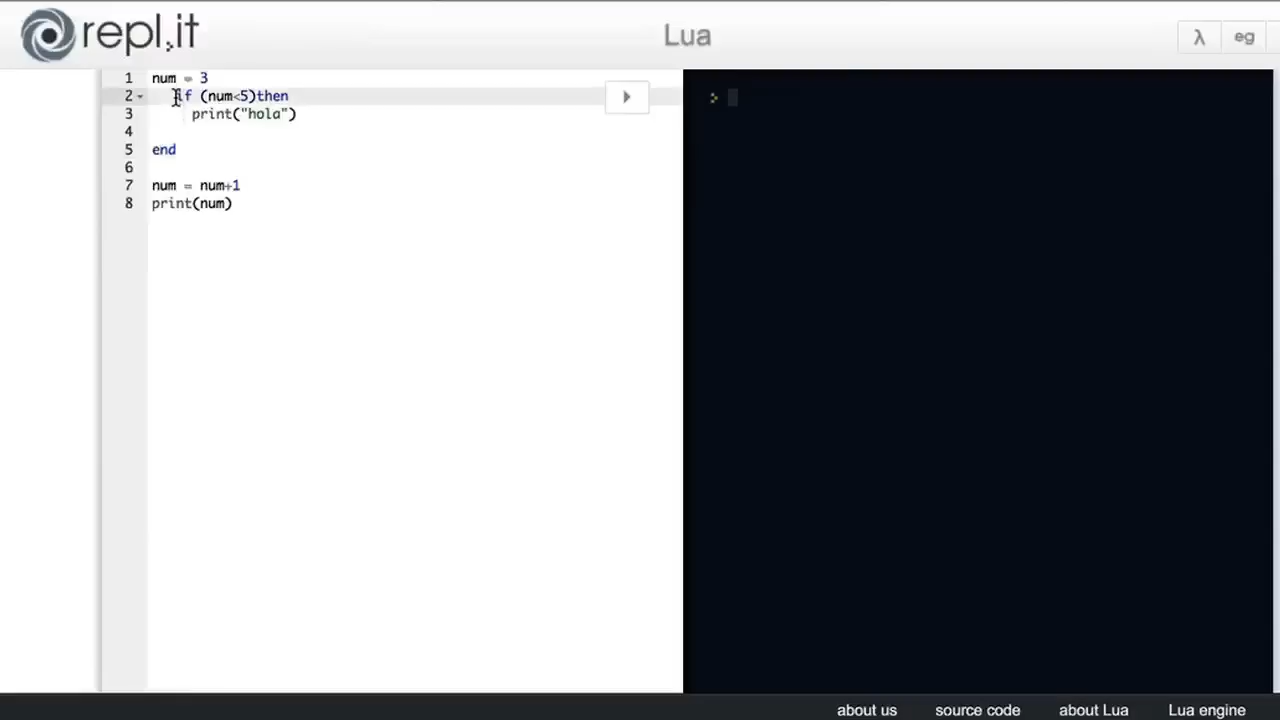 repl.it
Lua
λ
eg
1 num = 3
2 if (num<5)then
3 print("hola")
4
5 end
6
7 num = num+1
8 print(num)
>
about us
source code
about Lua
Lua engine